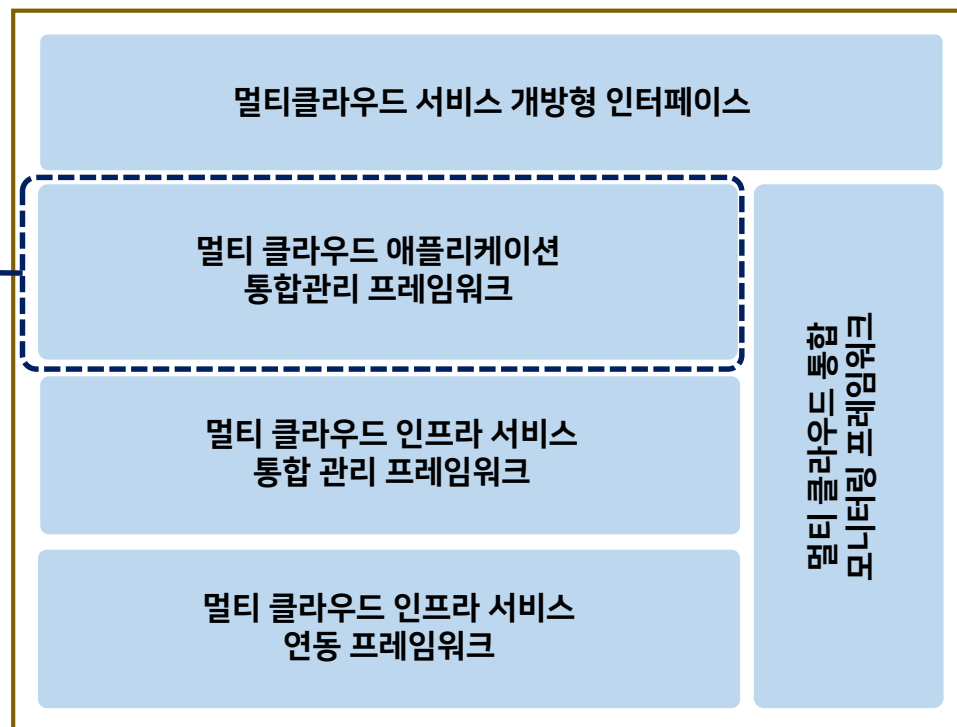 멀티클라우드 서비스 개방형 인터페이스
멀티 클라우드 애플리케이션
통합관리 프레임워크
멀티 클라우드 인프라 서비스
통합 관리 프레임워크
멀티 클라우드 인프라 서비스
연동 프레임워크
멀티 클라우드 통합
모니터링 프레임워크